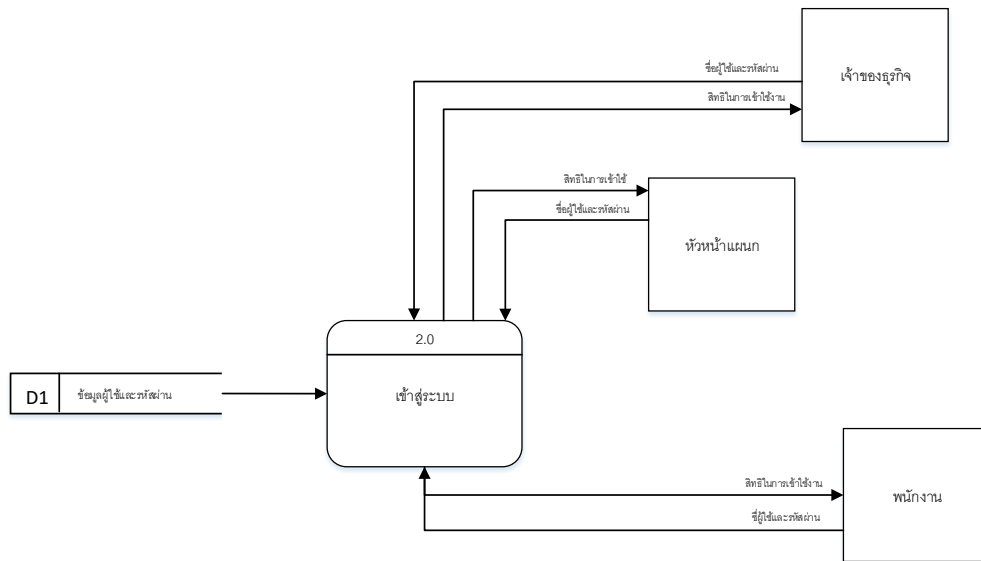 ชื่อผู้ใช้และรหัสผ่าน
เจ้าของธุรกิจ
สิทธิในการเข้าใช้งาน
สิทธิในการเข้าใช้
ชื่อผู้ใช้และรหัสผ่าน
หัวหน้าแผนก
2.0
เข้าสู่ระบบ
D1 ข้อมูลผู้ใช้และรหัสผ่าน
สิทธิในการเข้าใช้งาน
พนักงาน
ชื่ผู้ใช้และรหัสผ่าน